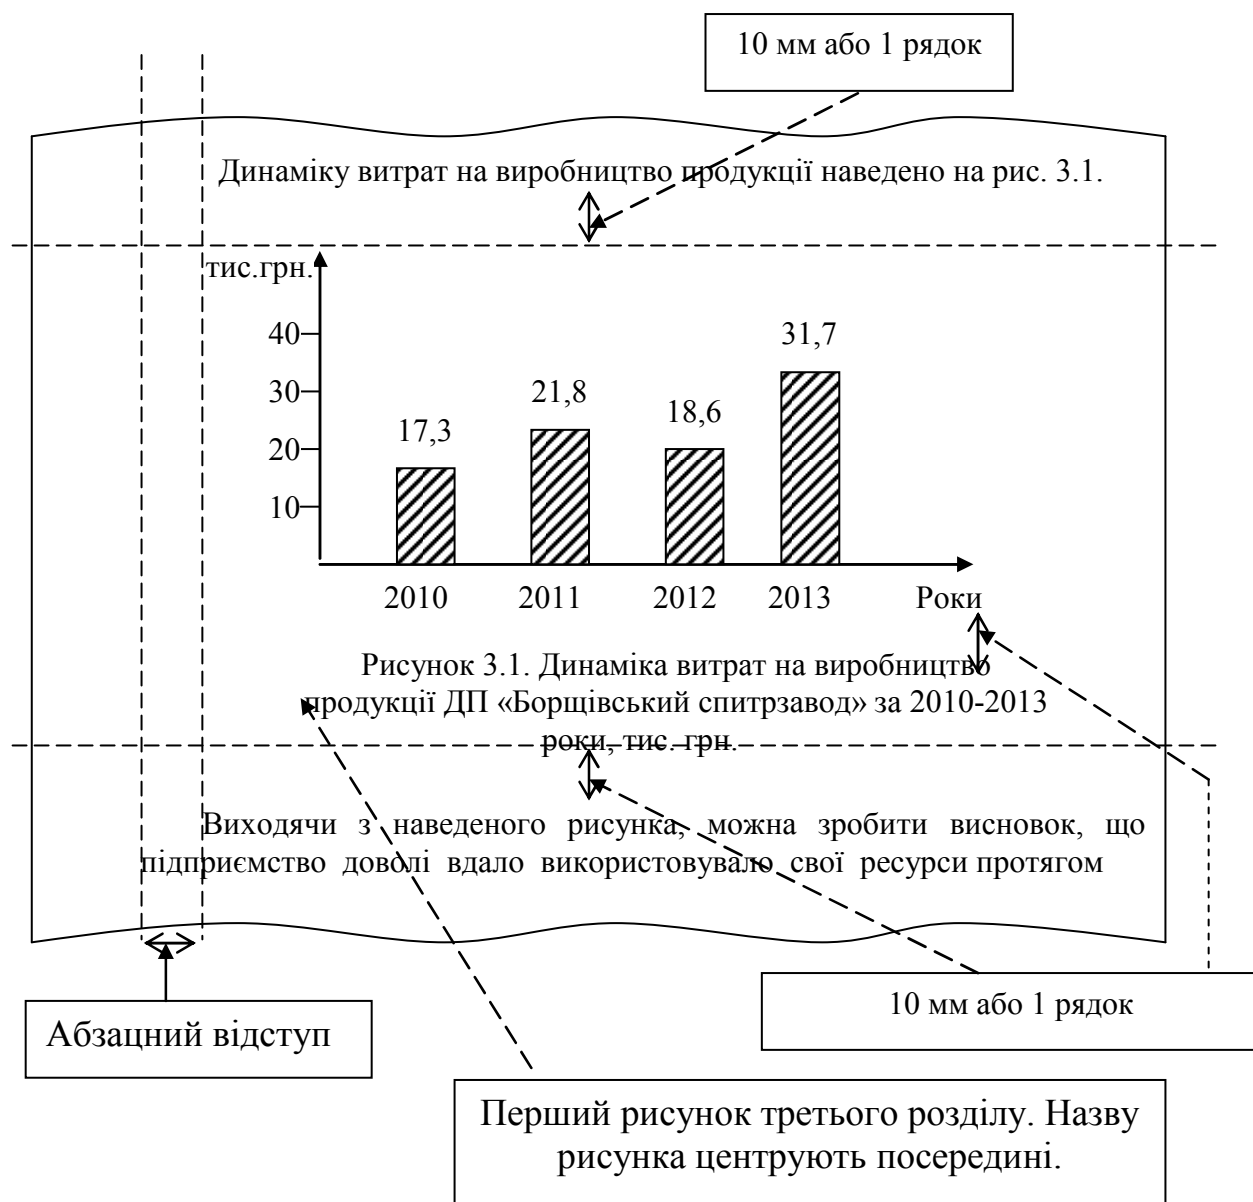 10 мм або 1 рядок
Динаміку витрат на виробництво продукції наведено на рис. 3.1.
тис.грн.
40
30
20
10
17,3
21,8
18,6
31,7
2010 2011 2012 2013 Роки
Рисунок 3.1. Динаміка витрат на виробництво
продукції ДП «Борщівський спитрзавод» за 2010-2013
роки, тис. грн.
Виходячи з наведеного рисунка, можна зробити висновок, що
підприємство доволі вдало використовувало свої ресурси протягом
Абзацний відступ
10 мм або 1 рядок
Перший рисунок третього розділу. Назву
рисунка центрують посередині.